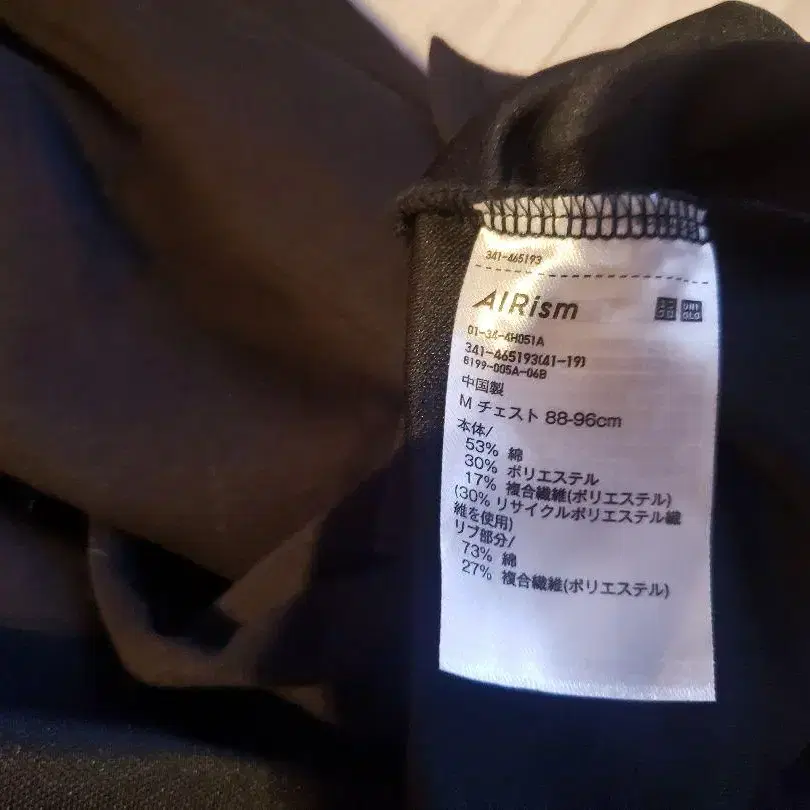 341-465193
AIRism
UNI QLO
01-34-4H051A
341-465193(41-19)
8199-005A-06B
中国製
M チェスト 88-96cm
本体/
53% 綿
30% ポリエステル
17% 複合繊維(ポリエステル)
(30% リサイクルポリエステル繊
維を使用)
リブ部分/
73% 綿
27% 複合繊維(ポリエステル)